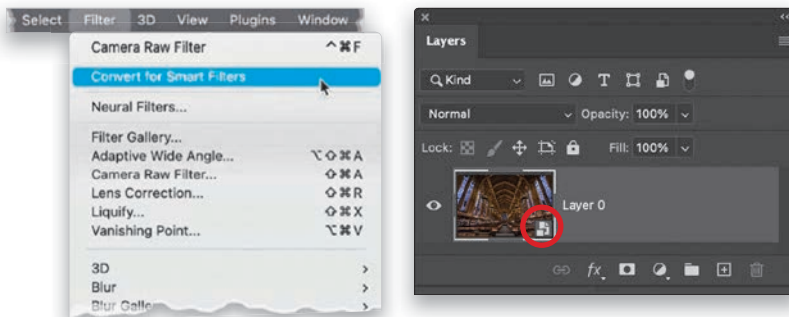 Select Filter 3D View Plugins Window
Camera Raw Filter ^⌘F
Convert for Smart Filters
Neural Filters...
Filter Gallery...
Adaptive Wide Angle... ⌥⇧⌘A
Camera Raw Filter... ⇧⌘A
Lens Correction... ⇧⌘R
Liquify... ⇧⌘X
Vanishing Point... ⌥⌘V
3D >
Blur >
Blur Galle >
Layers
Kind
Normal Opacity: 100%
Lock: Fill: 100%
Layer 0
fx